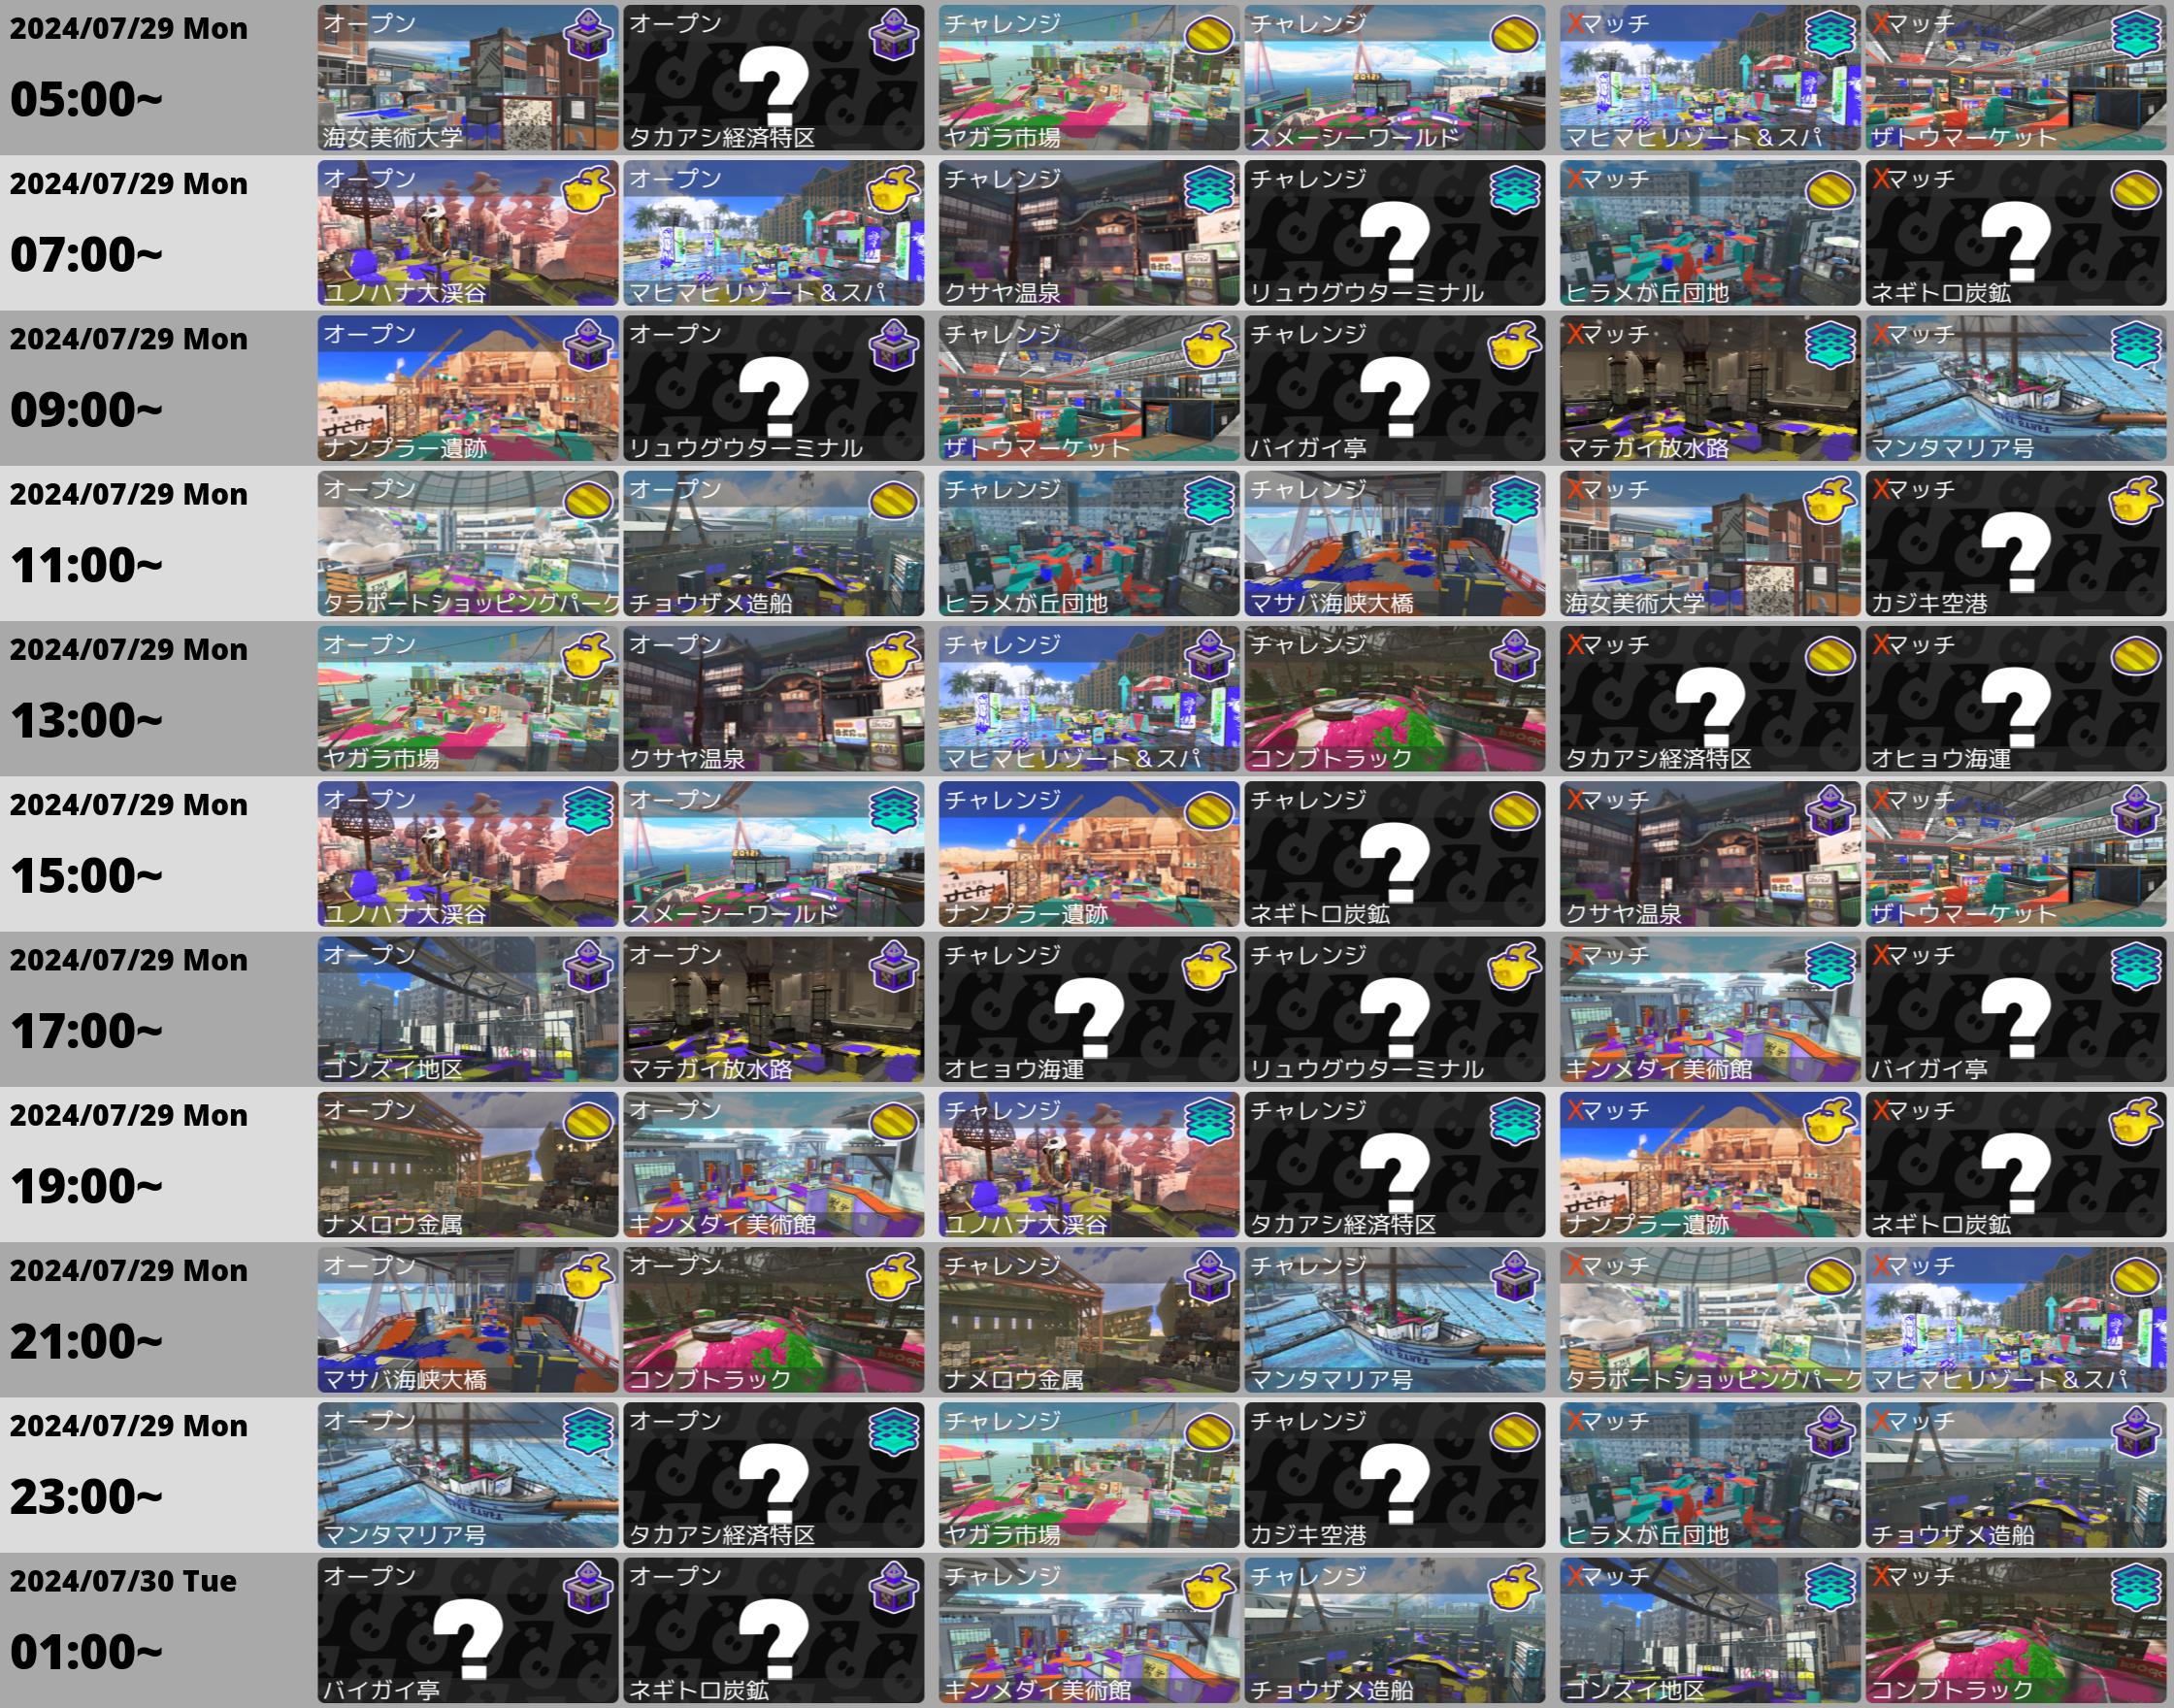 2024/07/29 Mon
05:00~
オープン
海女美術大学
オープン
タカアシ経済特区
チャレンジ
ヤガラ市場
チャレンジ
スメーシーワールド
Xマッチ
マヒマヒリゾート＆スパ
Xマッチ
ザトウマーケット
2024/07/29 Mon
07:00~
オープン
ユノハナ大渓谷
オープン
マヒマヒリゾート＆スパ
チャレンジ
クサヤ温泉
チャレンジ
リュウグウターミナル
Xマッチ
ヒラメが丘団地
Xマッチ
ネギトロ炭鉱
2024/07/29 Mon
09:00~
オープン
ナンプラー遺跡
オープン
リュウグウターミナル
チャレンジ
ザトウマーケット
チャレンジ
バイガイ亭
Xマッチ
マテガイ放水路
Xマッチ
マンタマリア号
2024/07/29 Mon
11:00~
オープン
タラポートショッピングパーク
オープン
チョウザメ造船
チャレンジ
ヒラメが丘団地
チャレンジ
マサバ海峡大橋
Xマッチ
海女美術大学
Xマッチ
カジキ空港
2024/07/29 Mon
13:00~
オープン
ヤガラ市場
オープン
クサヤ温泉
チャレンジ
マヒマヒリゾート＆スパ
チャレンジ
コンブトラック
Xマッチ
タカアシ経済特区
Xマッチ
オヒョウ海運
2024/07/29 Mon
15:00~
オープン
ユノハナ大渓谷
オープン
スメーシーワールド
チャレンジ
ナンプラー遺跡
チャレンジ
ネギトロ炭鉱
Xマッチ
クサヤ温泉
Xマッチ
ザトウマーケット
2024/07/29 Mon
17:00~
オープン
ゴンズイ地区
オープン
マテガイ放水路
チャレンジ
オヒョウ海運
チャレンジ
リュウグウターミナル
Xマッチ
キンメダイ美術館
Xマッチ
バイガイ亭
2024/07/29 Mon
19:00~
オープン
ナメロウ金属
オープン
キンメダイ美術館
チャレンジ
ユノハナ大渓谷
チャレンジ
タカアシ経済特区
Xマッチ
ナンプラー遺跡
Xマッチ
ネギトロ炭鉱
2024/07/29 Mon
21:00~
オープン
マサバ海峡大橋
オープン
コンブトラック
チャレンジ
ナメロウ金属
チャレンジ
マンタマリア号
Xマッチ
タラポートショッピングパーク
Xマッチ
マヒマヒリゾート＆スパ
2024/07/29 Mon
23:00~
オープン
マンタマリア号
オープン
タカアシ経済特区
チャレンジ
ヤガラ市場
チャレンジ
カジキ空港
Xマッチ
ヒラメが丘団地
Xマッチ
チョウザメ造船
2024/07/30 Tue
01:00~
オープン
バイガイ亭
オープン
ネギトロ炭鉱
チャレンジ
キンメダイ美術館
チャレンジ
チョウザメ造船
Xマッチ
ゴンズイ地区
Xマッチ
コンブトラック